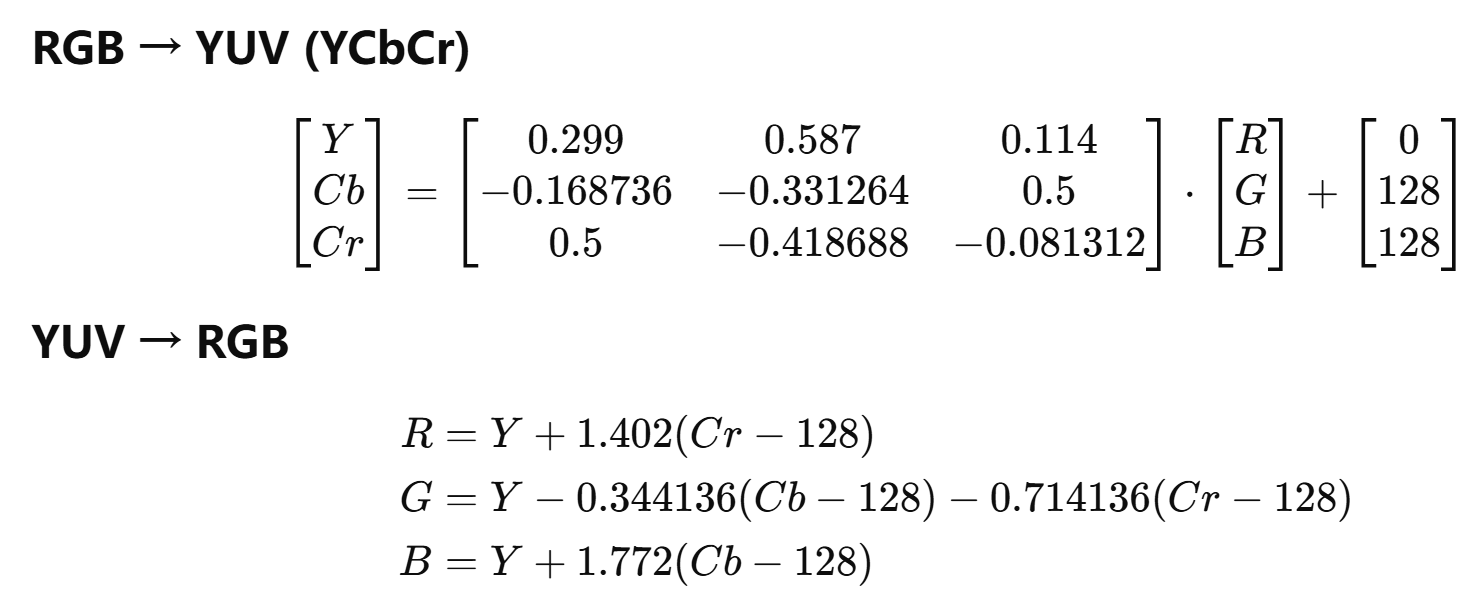 RGB → YUV (YCbCr)
[Y] = [0.299 0.587 0.114] · [R] + [0]
[Cb] = [−0.168736 −0.331264 0.5] · [G] + [128]
[Cr] = [0.5 −0.418688 −0.081312] · [B] + [128]
YUV → RGB
R = Y + 1.402(Cr − 128)
G = Y − 0.344136(Cb − 128) − 0.714136(Cr − 128)
B = Y + 1.772(Cb − 128)